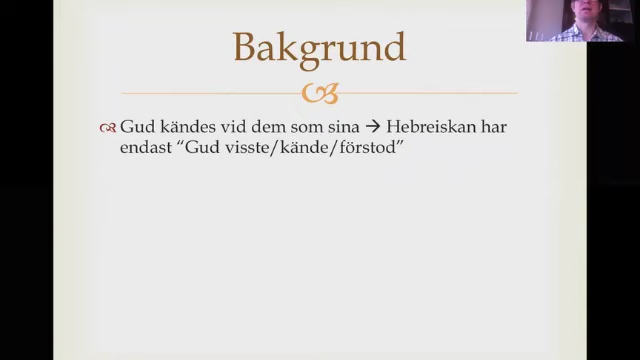 Bakgrund
Gud kändes vid dem som sina → Hebreiskan har
endast “Gud visste/kände/förstod”